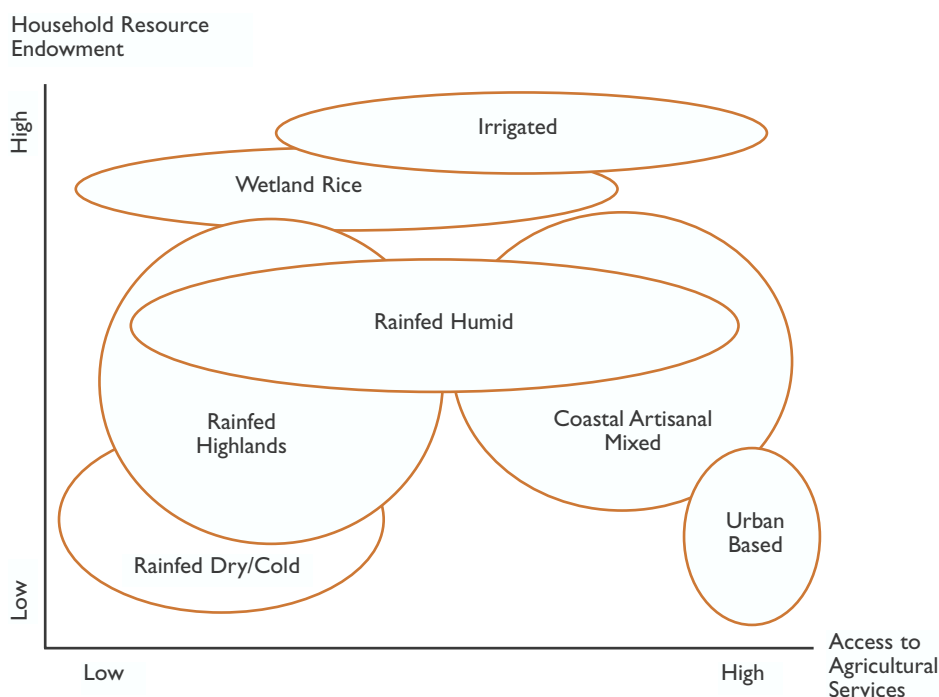 Household Resource
Endowment
High
Irrigated
Wetland Rice
Rainfed Humid
Rainfed
Highlands
Coastal Artisanal
Mixed
Urban
Based
Rainfed Dry/Cold
Low
Low
High
Access to
Agricultural
Services